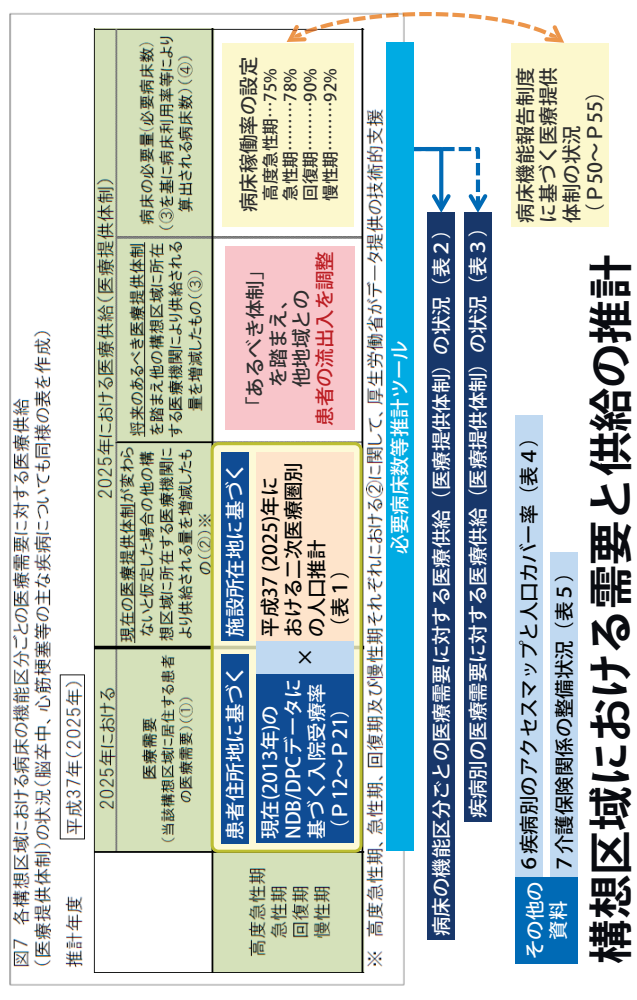 構想区域における需要と供給の推計
図7 各構想区域における病床の機能区分ごとの医療需要に対する医療供給
(医療提供体制)の状況(脳卒中、心筋梗塞等の主な疾病についても同様の表を作成)
推計年度
平成37年(2025年)
2025年における
2025年における医療供給(医療提供体制)
医療需要
(当該構想区域に居住する患者
の医療需要)(①)
現在の医療提供体制が変わら
ないと仮定した場合の他の構
想区域に所在する医療機関に
より供給される量を増減したも
の(②)※
将来のあるべき医療提供体制
を踏まえ他の構想区域に所在
する医療機関により供給される
量を増減したもの(③)
病床の必要量(必要病床数)
(③を基に病床利用率等により
算出される病床数)(④)
高度急性期
急性期
回復期
慢性期
患者住所地に基づく
現在(2013年)の
NDB/DPCデータに
基づく入院受療率
(P12~P21)
×
施設所在地に基づく
平成37(2025)年に
おける二次医療圏別
の人口推計
(表1)
「あるべき体制」
を踏まえ、
他地域との
患者の流出入を調整
病床稼働率の設定
高度急性期…75%
急性期………78%
回復期………90%
慢性期………92%
※ 高度急性期、急性期、回復期及び慢性期それぞれにおける②に関して、厚生労働省がデータ提供の技術的支援
必要病床数等推計ツール
病床の機能区分ごとの医療需要に対する医療供給(医療提供体制)の状況(表2)
疾病別の医療需要に対する医療供給(医療提供体制)の状況(表3)
病床機能報告制度
に基づく医療提供
体制の状況
(P50~P55)
その他の
資料
6疾病別のアクセスマップと人口カバー率(表4)
7介護保険関係の整備状況(表5)